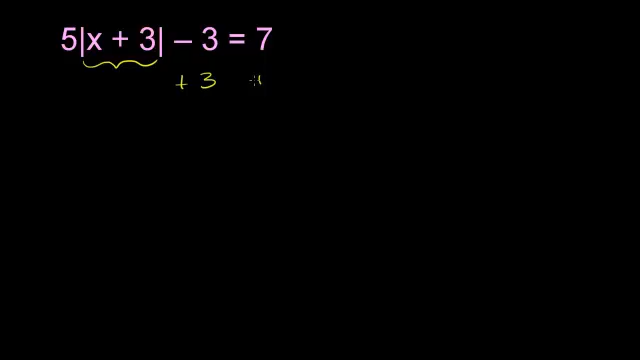 5|x + 3| – 3 = 7
+ 3 +